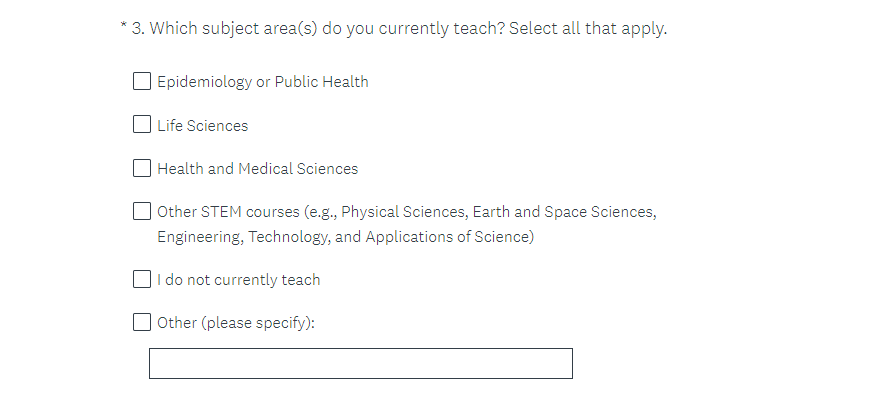 * 3. Which subject area(s) do you currently teach? Select all that apply.
Epidemiology or Public Health
Life Sciences
Health and Medical Sciences
Other STEM courses (e.g., Physical Sciences, Earth and Space Sciences,
Engineering, Technology, and Applications of Science)
I do not currently teach
Other (please specify):